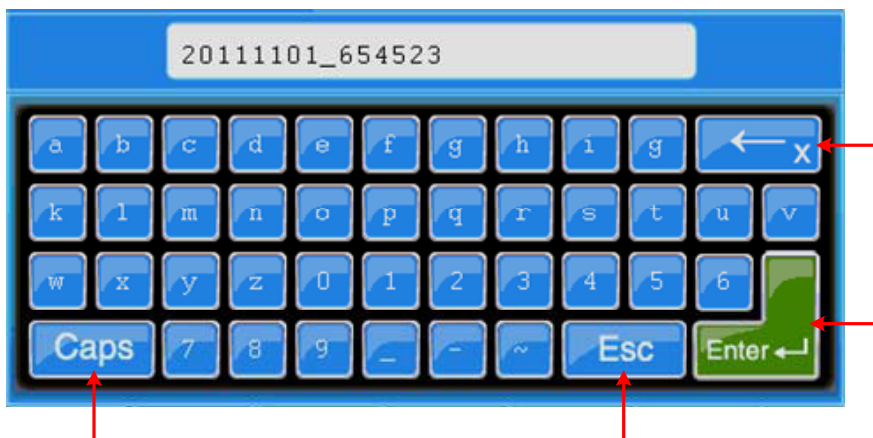 20111101_654523
a b c d e f g h i g ←x
k l m n o p q r s t u v
w x y z 0 1 2 3 4 5 6
Caps 7 8 9 _ - ~ Esc Enter ↵